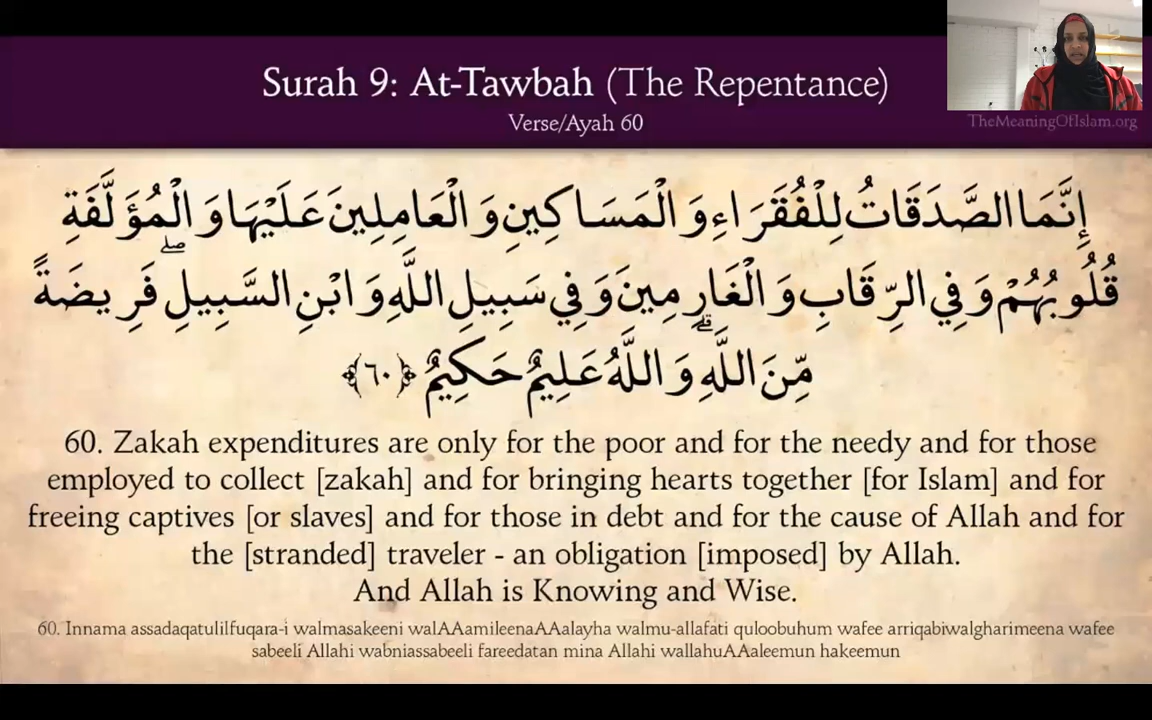 Surah 9: At-Tawbah (The Repentance)
Verse/Ayah 60
TheMeaningOfIslam.org
إِنَّمَا الصَّدَقَاتُ لِلْفُقَرَاءِ وَالْمَسَاكِينِ وَالْعَامِلِينَ عَلَيْهَا وَالْمُؤَلَّفَةِ
قُلُوبُهُمْ وَفِي الرِّقَابِ وَالْغَارِمِينَ وَفِي سَبِيلِ اللَّهِ وَابْنِ السَّبِيلِ ۖ فَرِيضَةً
مِّنَ اللَّهِ ۗ وَاللَّهُ عَلِيمٌ حَكِيمٌ ﴿٦٠﴾
60. Zakah expenditures are only for the poor and for the needy and for those
employed to collect [zakah] and for bringing hearts together [for Islam] and for
freeing captives [or slaves] and for those in debt and for the cause of Allah and for
the [stranded] traveler - an obligation [imposed] by Allah.
And Allah is Knowing and Wise.
60. Innama assadaqatulilfuqara-i walmasakeeni walAAamileenaAAalayha walmu-allafati quloobuhum wafee arriqabiwalgharimeena wafee
sabeeli Allahi wabniassabeeli fareedatan mina Allahi wallahuAAaleemun hakeemun